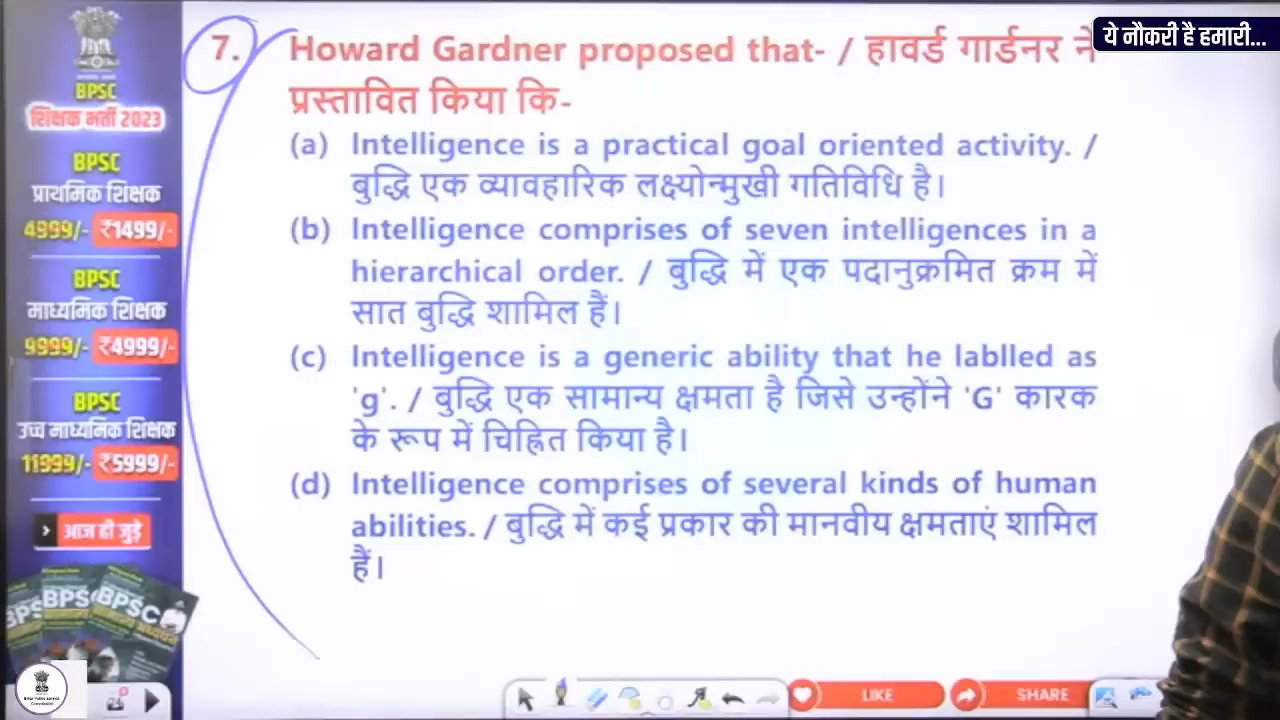 ये नौकरी है हमारी...
BPSC
शिक्षक भर्ती 2023
BPSC
प्राथमिक शिक्षक
4999/- ₹1499/-
BPSC
माध्यमिक शिक्षक
9999/- ₹4999/-
BPSC
उच्च माध्यमिक शिक्षक
11999/- ₹5999/-
आज ही जुड़े
BPSC
7. Howard Gardner proposed that- / हावर्ड गार्डनर ने
प्रस्तावित किया कि-
(a) Intelligence is a practical goal oriented activity. /
बुद्धि एक व्यावहारिक लक्ष्योन्मुखी गतिविधि है।
(b) Intelligence comprises of seven intelligences in a
hierarchical order. / बुद्धि में एक पदानुक्रमित क्रम में
सात बुद्धि शामिल हैं।
(c) Intelligence is a generic ability that he lablled as
'g'. / बुद्धि एक सामान्य क्षमता है जिसे उन्होंने 'G' कारक
के रूप में चिह्नित किया है।
(d) Intelligence comprises of several kinds of human
abilities. / बुद्धि में कई प्रकार की मानवीय क्षमताएं शामिल
हैं।
LIKE
SHARE